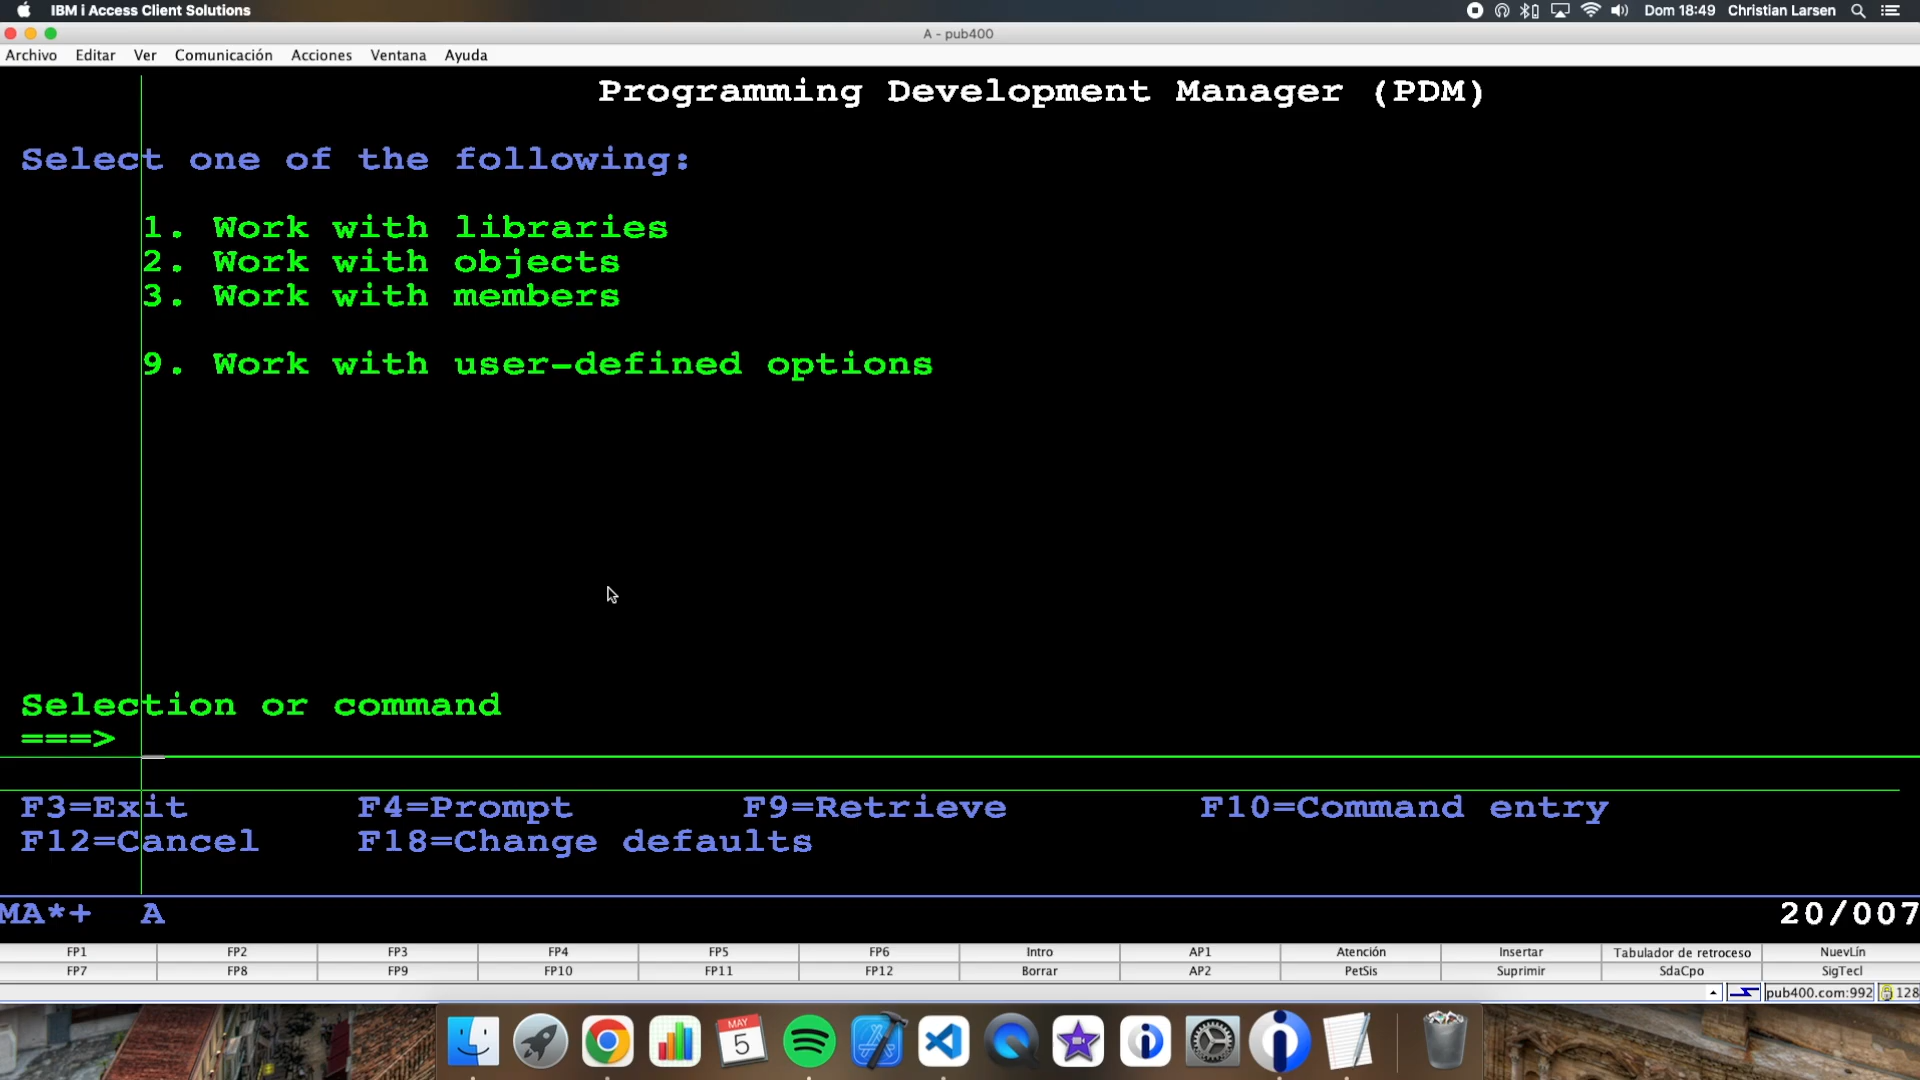 IBM i Access Client Solutions
Dom 18:49 Christian Larsen
A - pub400
Archivo Editar Ver Comunicación Acciones Ventana Ayuda
Programming Development Manager (PDM)
Select one of the following:
1. Work with libraries
2. Work with objects
3. Work with members
9. Work with user-defined options
Selection or command
===>
F3=Exit F4=Prompt F9=Retrieve F10=Command entry
F12=Cancel F18=Change defaults
MA*+ A 20/007
FP1 FP2 FP3 FP4 FP5 FP6 Intro AP1 Atención Insertar Tabulador de retroceso NuevLín
FP7 FP8 FP9 FP10 FP11 FP12 Borrar AP2 PetSis Suprimir SdaCpo SigTecl
pub400.com:992 128
MAY
5